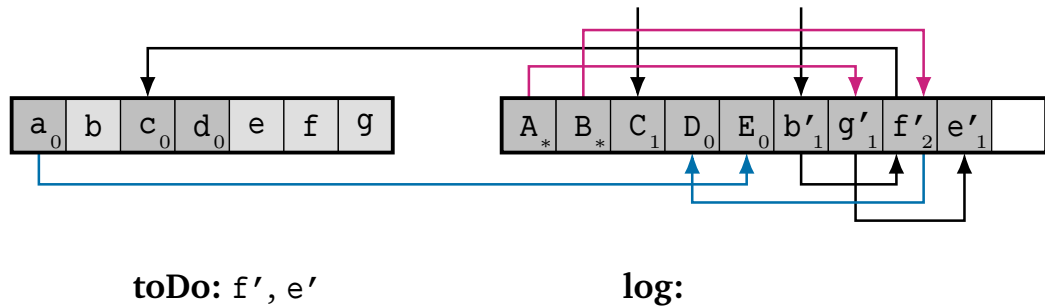 a₀ b c₀ d₀ e f g A* B* C₁ D₀ E₀ b′₁ g′₁ f′₂ e′₁
toDo: f′, e′ log: